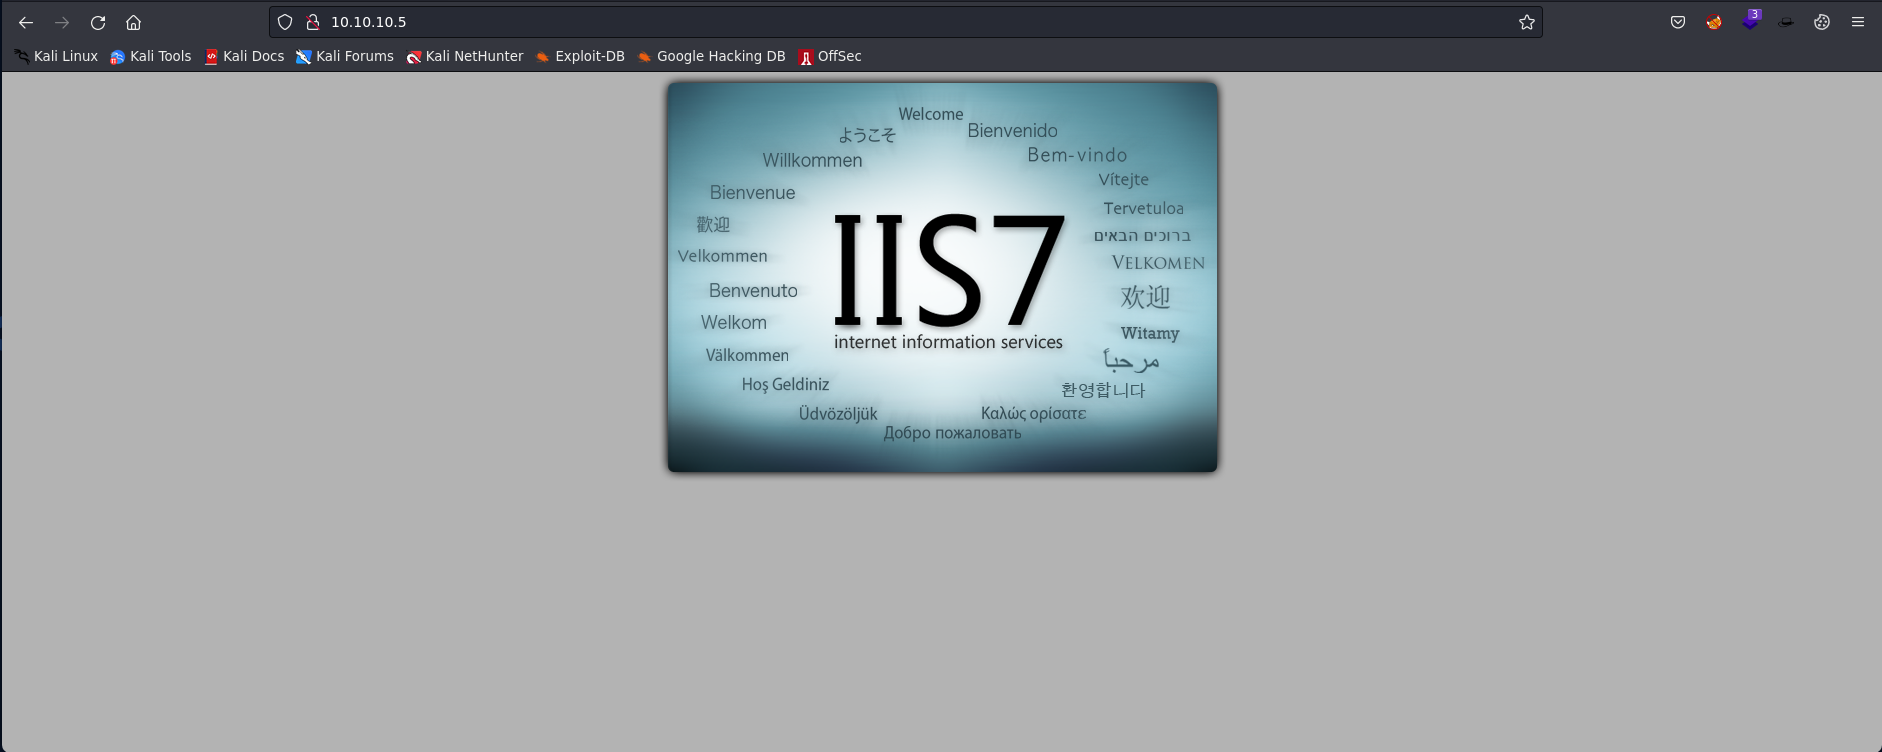 10.10.10.5
3
Kali Linux Kali Tools Kali Docs Kali Forums Kali NetHunter Exploit-DB Google Hacking DB OffSec
Welcome
Bienvenido
ようこそ
Bem-vindo
Willkommen
Vítejte
Bienvenue
Tervetuloa
歡迎
ברוכים הבאים
Velkommen
VELKOMEN
Benvenuto
欢迎
Welkom
Witamy
Välkommen
مرحباً
Hoş Geldiniz
환영합니다
Üdvözöljük
Καλώς ορίσατε
Добро пожаловать
IIS7
internet information services